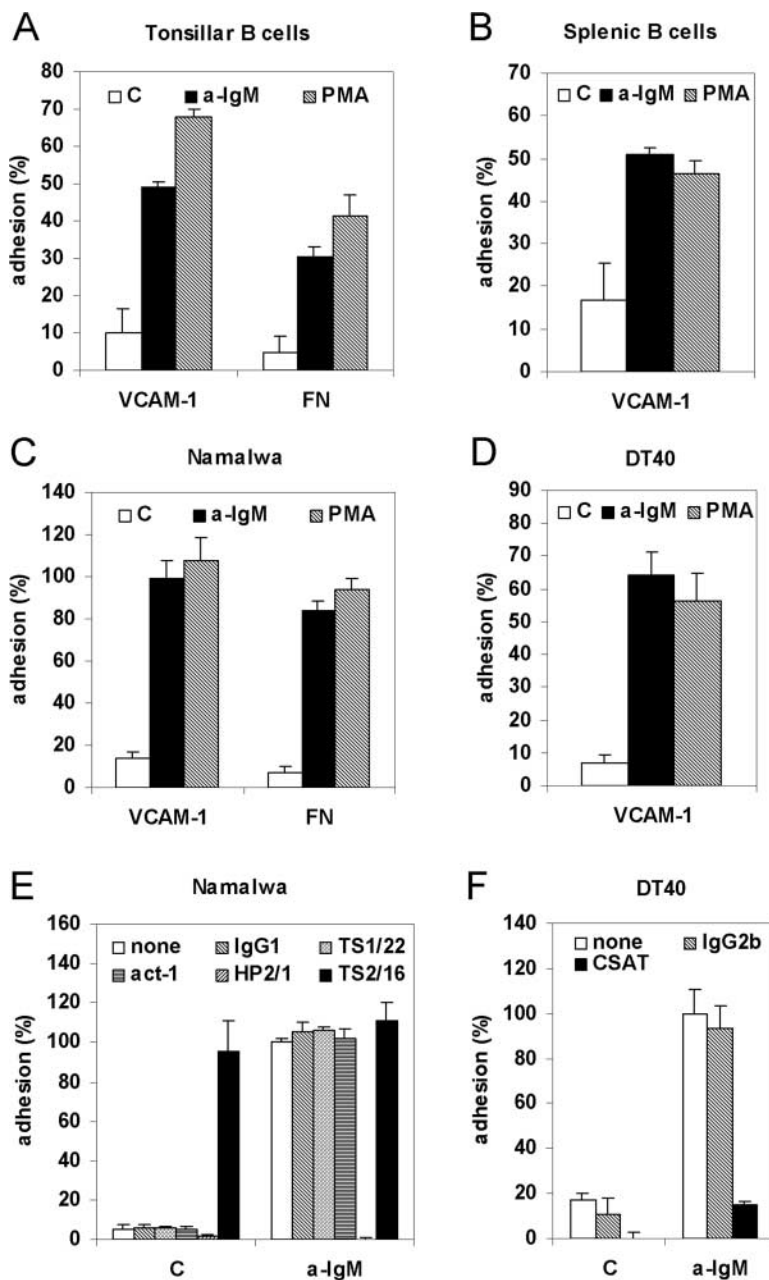 A
Tonsillar B cells
C a-IgM PMA
80
70
60
50
40
30
20
10
0
adhesion (%)
VCAM-1 FN
B
Splenic B cells
C a-IgM PMA
70
60
50
40
30
20
10
0
adhesion (%)
VCAM-1
C
Namalwa
C a-IgM PMA
140
120
100
80
60
40
20
0
adhesion (%)
VCAM-1 FN
D
DT40
C a-IgM PMA
90
80
70
60
50
40
30
20
10
0
adhesion (%)
VCAM-1
E
Namalwa
none IgG1 TS1/22
act-1 HP2/1 TS2/16
160
140
120
100
80
60
40
20
0
adhesion (%)
C a-IgM
F
DT40
none IgG2b
CSAT
140
120
100
80
60
40
20
0
adhesion (%)
C a-IgM